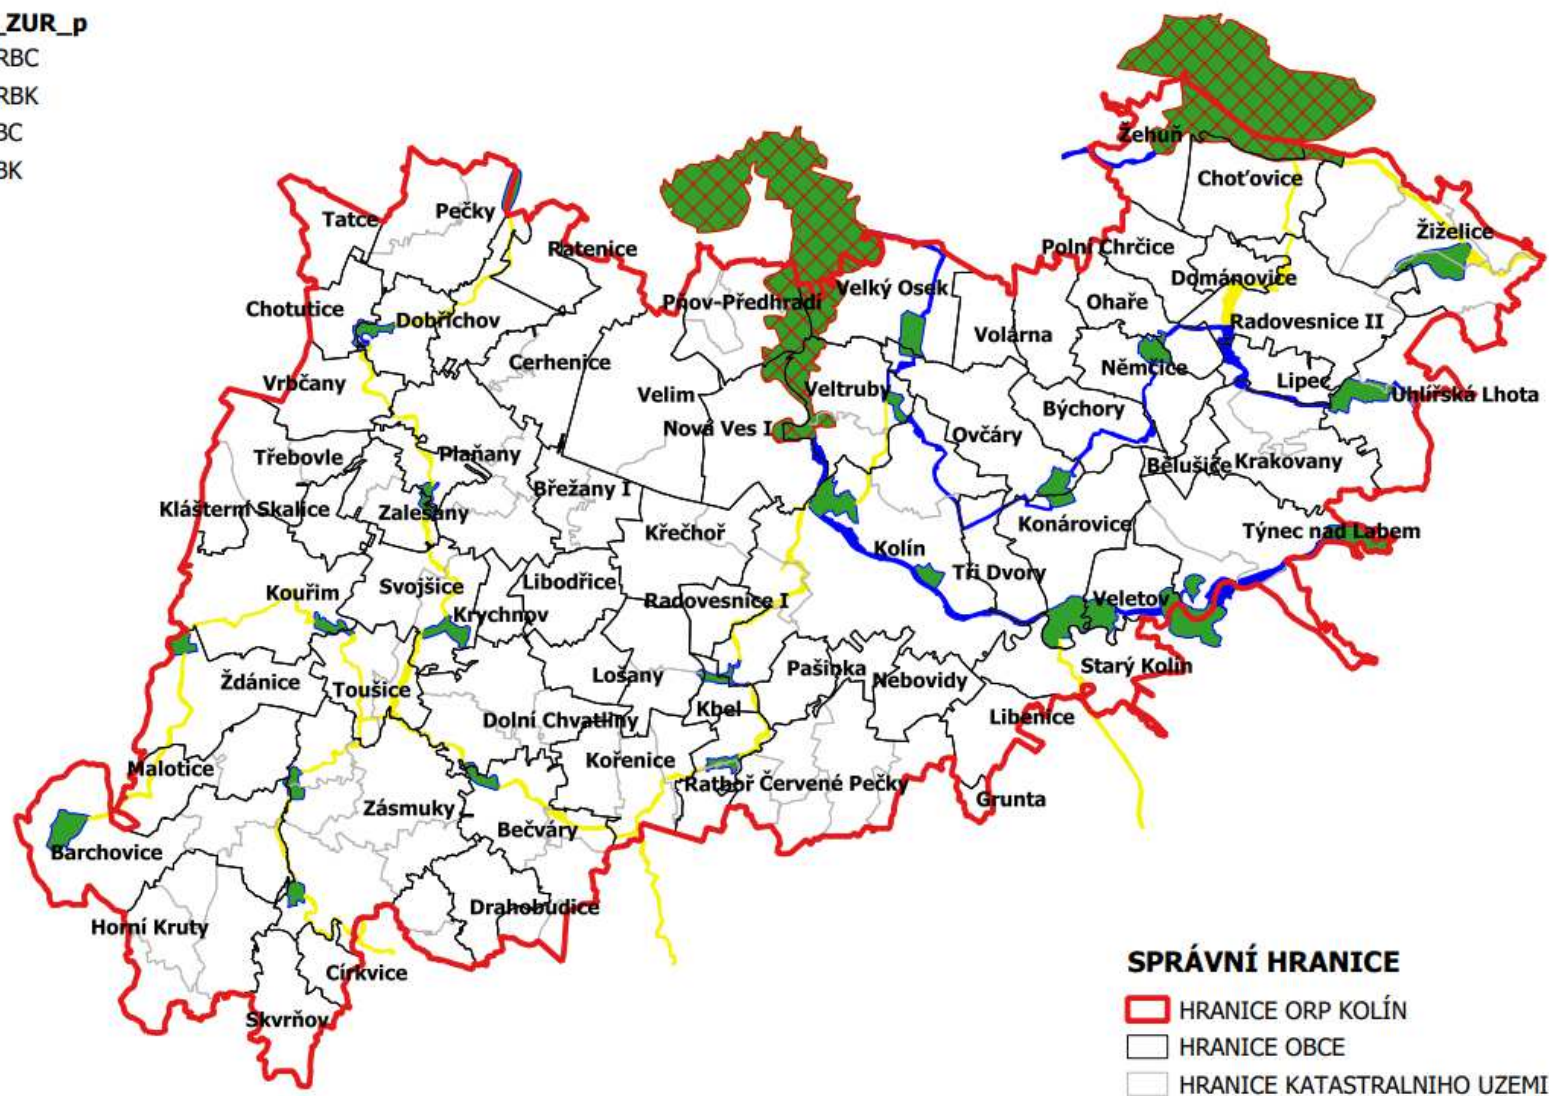 _ZUR_p
RBC
RBK
BC
BK
Žehuň
Choťovice
Žiželice
Tatce
Pečky
Ratenice
Polní Chrčice
Dománovice
Chotutice
Dobřichov
Pňov-Předhradí
Velký Osek
Ohaře
Volárna
Radovesnice II
Cerhenice
Němčice
Vrbčany
Velim
Veltruby
Lipec
Uhlířská Lhota
Býchory
Nová Ves I
Ovčáry
Třebovle
Plaňany
Bělušice
Krakovany
Břežany I
Klášterní Skalice
Zalešany
Křečhoř
Konárovice
Týnec nad Labem
Kolín
Tři Dvory
Svojšice
Libodřice
Kouřim
Radovesnice I
Veletov
Krychnov
Starý Kolín
Pašinka
Lošany
Nebovidy
Ždánice
Toušice
Kbel
Libenice
Dolní Chvatliny
Kořenice
Malotice
Ratboř
Červené Pečky
Grunta
Zásmuky
Bečváry
Barchovice
Drahobudice
Horní Kruty
Církvice
Skvrňov
SPRÁVNÍ HRANICE
HRANICE ORP KOLÍN
HRANICE OBCE
HRANICE KATASTRALNIHO UZEMI